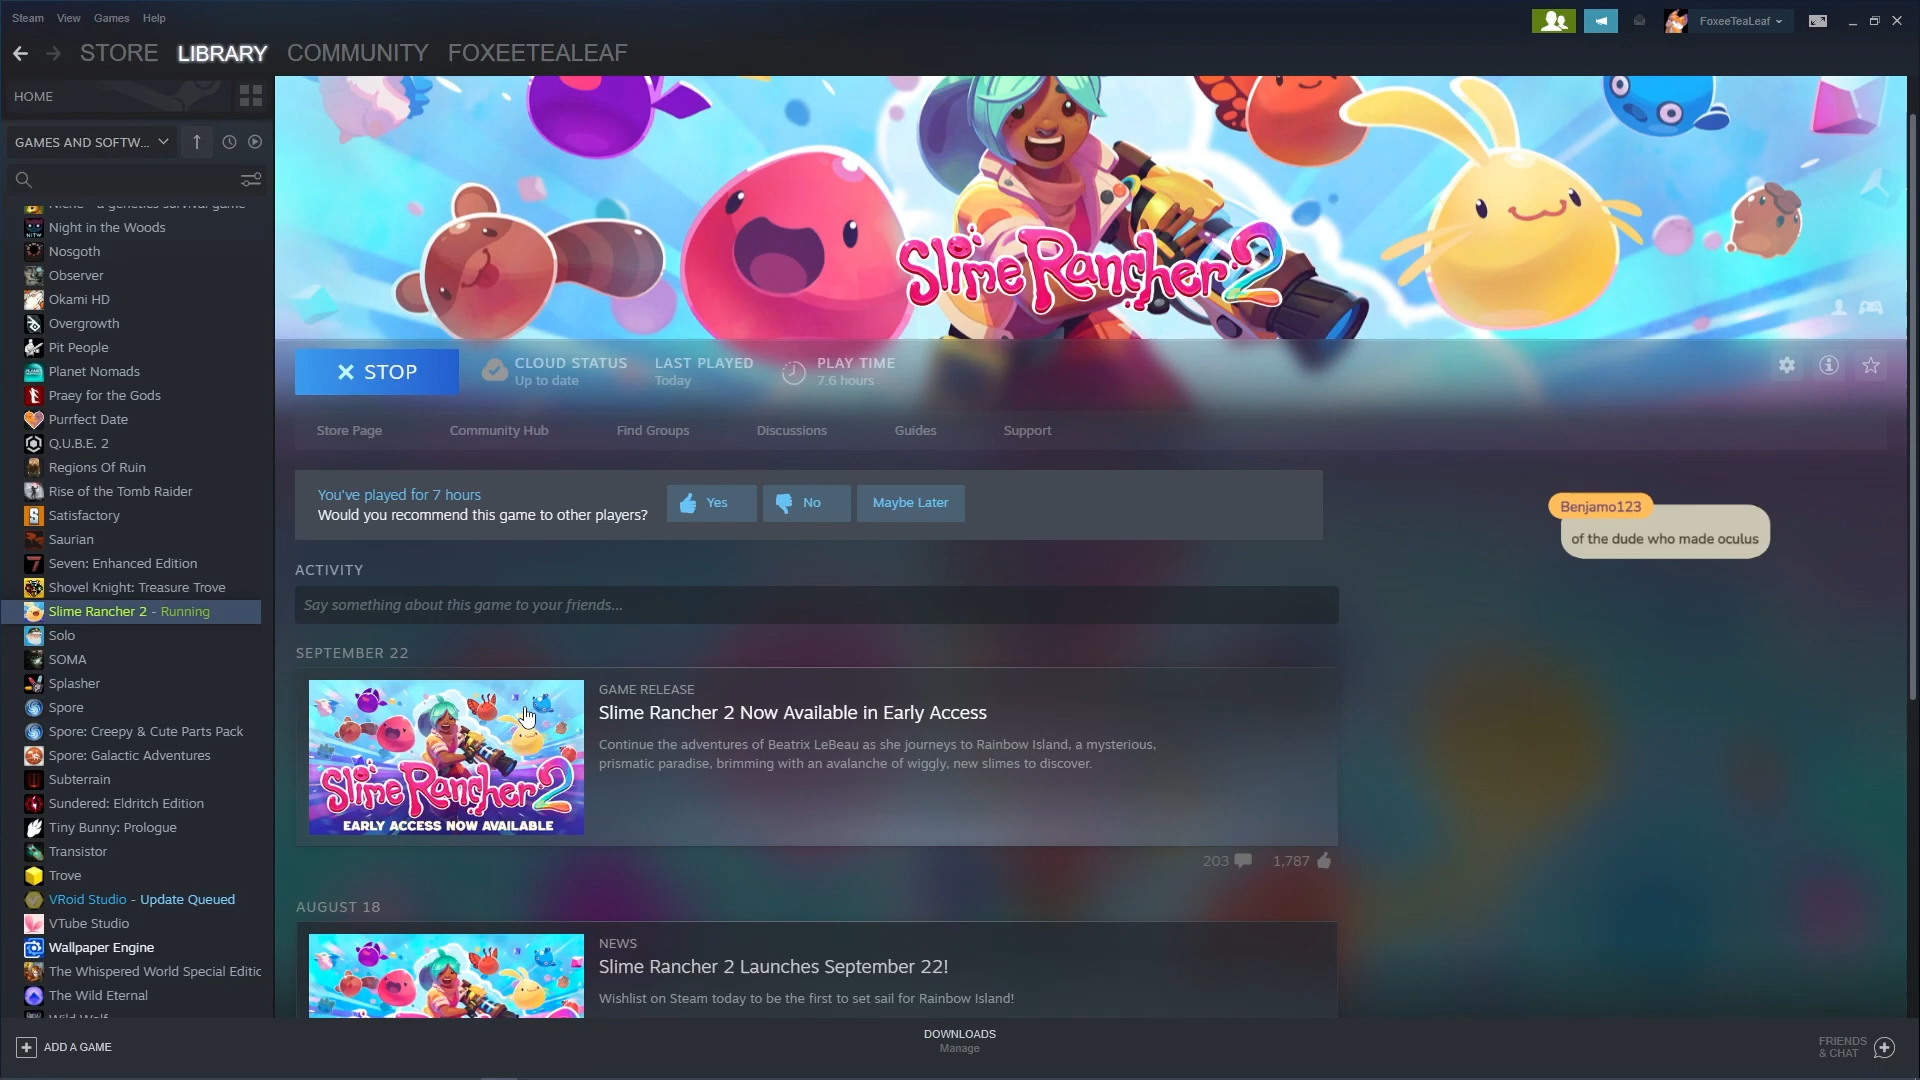 Steam View Games Help
FoxeeTeaLeaf
STORE LIBRARY COMMUNITY FOXEETEALEAF
HOME
GAMES AND SOFTW...
Night in the Woods
Nosgoth
Observer
Okami HD
Overgrowth
Pit People
Planet Nomads
Praey for the Gods
Purrfect Date
Q.U.B.E. 2
Regions Of Ruin
Rise of the Tomb Raider
Satisfactory
Saurian
Seven: Enhanced Edition
Shovel Knight: Treasure Trove
Slime Rancher 2 - Running
Solo
SOMA
Splasher
Spore
Spore: Creepy & Cute Parts Pack
Spore: Galactic Adventures
Subterrain
Sundered: Eldritch Edition
Tiny Bunny: Prologue
Transistor
Trove
VRoid Studio - Update Queued
VTube Studio
Wallpaper Engine
The Whispered World Special Editic
The Wild Eternal
ADD A GAME
Slime Rancher 2
STOP
CLOUD STATUS
Up to date
LAST PLAYED
Today
PLAY TIME
7.6 hours
Store Page Community Hub Find Groups Discussions Guides Support
You've played for 7 hours
Would you recommend this game to other players?
Yes
No
Maybe Later
Benjamo123
of the dude who made oculus
ACTIVITY
Say something about this game to your friends...
SEPTEMBER 22
Slime Rancher 2
EARLY ACCESS NOW AVAILABLE
GAME RELEASE
Slime Rancher 2 Now Available in Early Access
Continue the adventures of Beatrix LeBeau as she journeys to Rainbow Island, a mysterious,
prismatic paradise, brimming with an avalanche of wiggly, new slimes to discover.
203 1,787
AUGUST 18
NEWS
Slime Rancher 2 Launches September 22!
Wishlist on Steam today to be the first to set sail for Rainbow Island!
DOWNLOADS
Manage
FRIENDS
& CHAT